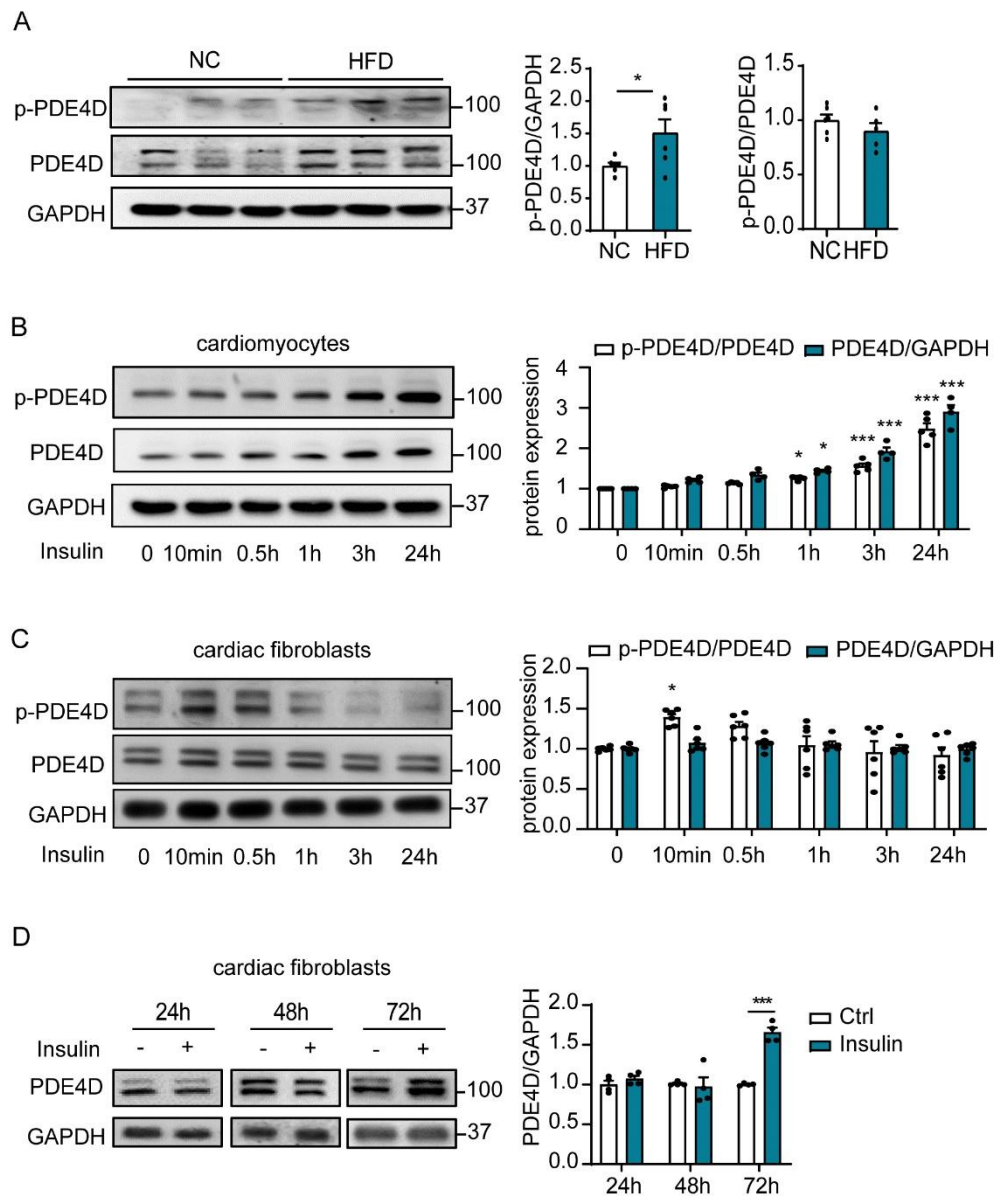 A
NC HFD
p-PDE4D
100
PDE4D
100
GAPDH
37
p-PDE4D/GAPDH
2.5
2.0
1.5
1.0
0.5
0.0
*
NC HFD
p-PDE4D/PDE4D
1.5
1.0
0.5
0.0
NC HFD
B
cardiomyocytes
p-PDE4D
100
PDE4D
100
GAPDH
37
Insulin 0 10min 0.5h 1h 3h 24h
p-PDE4D/PDE4D PDE4D/GAPDH
protein expression
4
3
2
1
0
* * *** *** *** ***
0 10min 0.5h 1h 3h 24h
C
cardiac fibroblasts
p-PDE4D
100
PDE4D
100
GAPDH
37
Insulin 0 10min 0.5h 1h 3h 24h
p-PDE4D/PDE4D PDE4D/GAPDH
protein expression
2.0
1.5
1.0
0.5
0.0
*
0 10min 0.5h 1h 3h 24h
D
cardiac fibroblasts
24h 48h 72h
Insulin - + - + - +
PDE4D
100
GAPDH
37
PDE4D/GAPDH
2.0
1.5
1.0
0.5
0.0
***
Ctrl
Insulin
24h 48h 72h